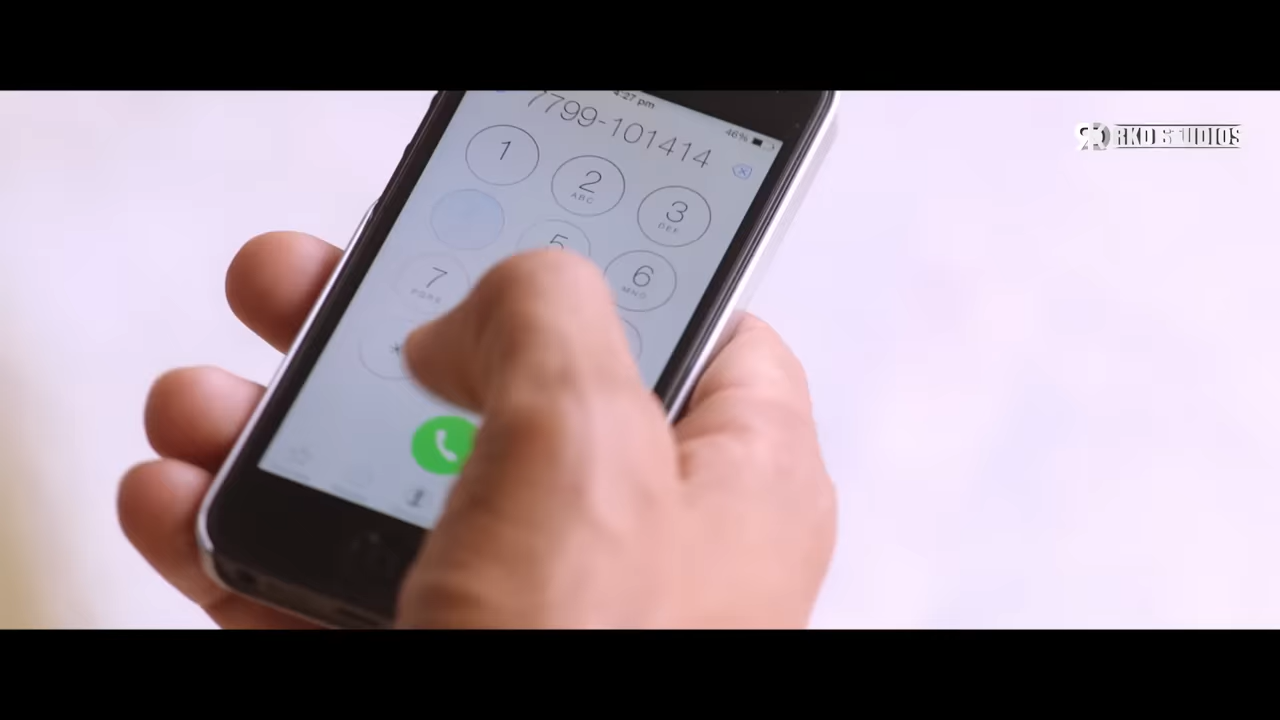 4:27 pm
46%
7799-101414
RKD STUDIOS
1
2
ABC
3
DEF
5
6
MNO
7
PQRS
*